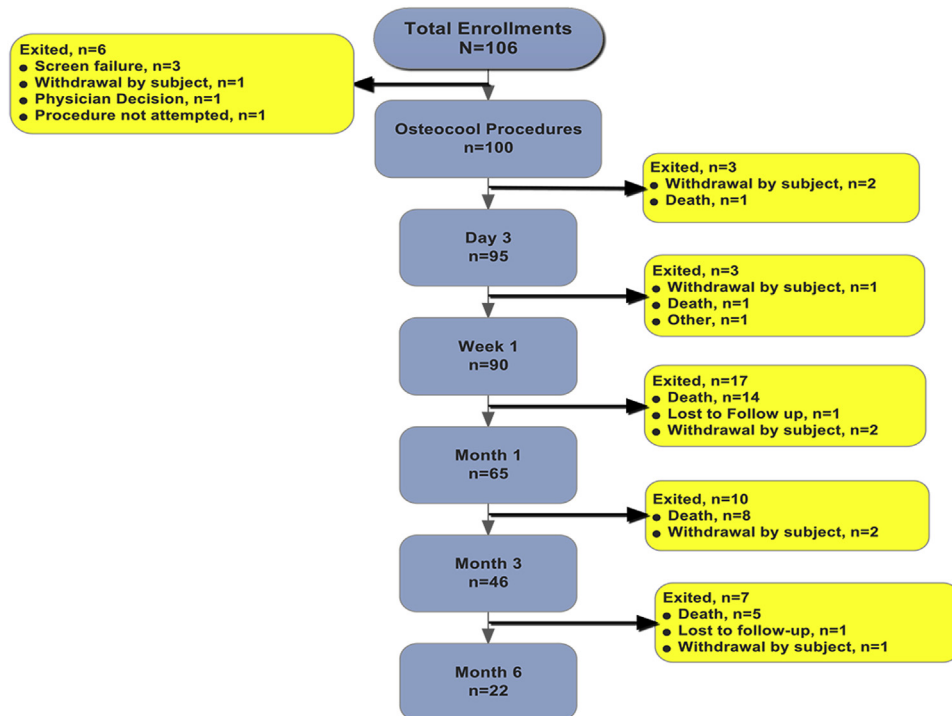 Total Enrollments
N=106
Exited, n=6
● Screen failure, n=3
● Withdrawal by subject, n=1
● Physician Decision, n=1
● Procedure not attempted, n=1
Osteocool Procedures
n=100
Exited, n=3
● Withdrawal by subject, n=2
● Death, n=1
Day 3
n=95
Exited, n=3
● Withdrawal by subject, n=1
● Death, n=1
● Other, n=1
Week 1
n=90
Exited, n=17
● Death, n=14
● Lost to Follow up, n=1
● Withdrawal by subject, n=2
Month 1
n=65
Exited, n=10
● Death, n=8
● Withdrawal by subject, n=2
Month 3
n=46
Exited, n=7
● Death, n=5
● Lost to follow-up, n=1
● Withdrawal by subject, n=1
Month 6
n=22